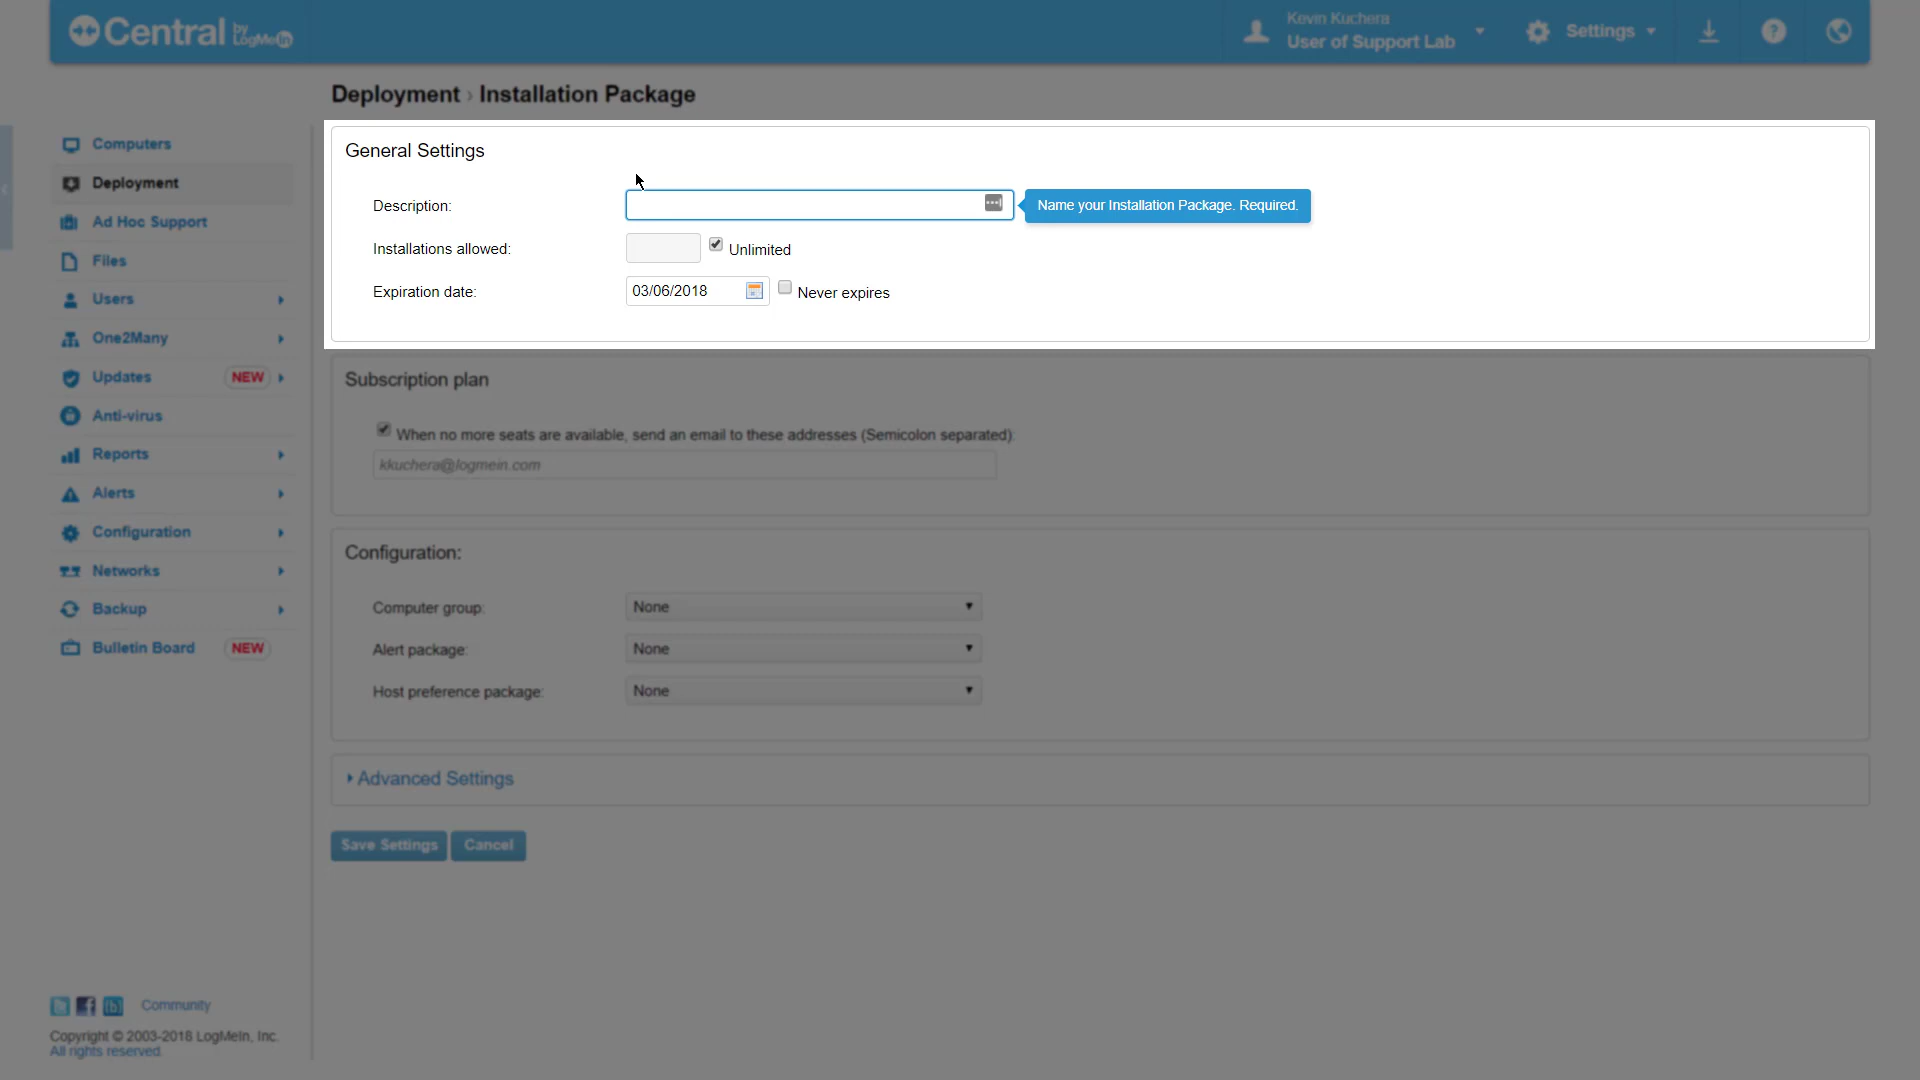 Central by LogMeIn
Kevin Kuchera
User of Support Lab
Settings
?
Deployment › Installation Package
Computers
Deployment
Ad Hoc Support
Files
Users
One2Many
Updates NEW
Anti-virus
Reports
Alerts
Configuration
Networks
Backup
Bulletin Board NEW
General Settings
Description:
Name your Installation Package. Required.
Installations allowed: Unlimited
Expiration date: 03/06/2018 Never expires
Subscription plan
When no more seats are available, send an email to these addresses (Semicolon separated):
kkuchera@logmein.com
Configuration:
Computer group: None
Alert package: None
Host preference package: None
Advanced Settings
Save Settings Cancel
Community
Copyright © 2003-2018 LogMeIn, Inc.
All rights reserved.